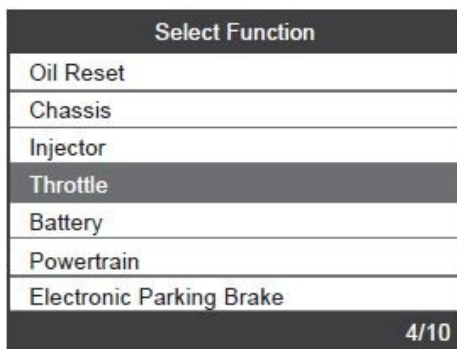 Select Function
Oil Reset
Chassis
Injector
Throttle
Battery
Powertrain
Electronic Parking Brake
4/10